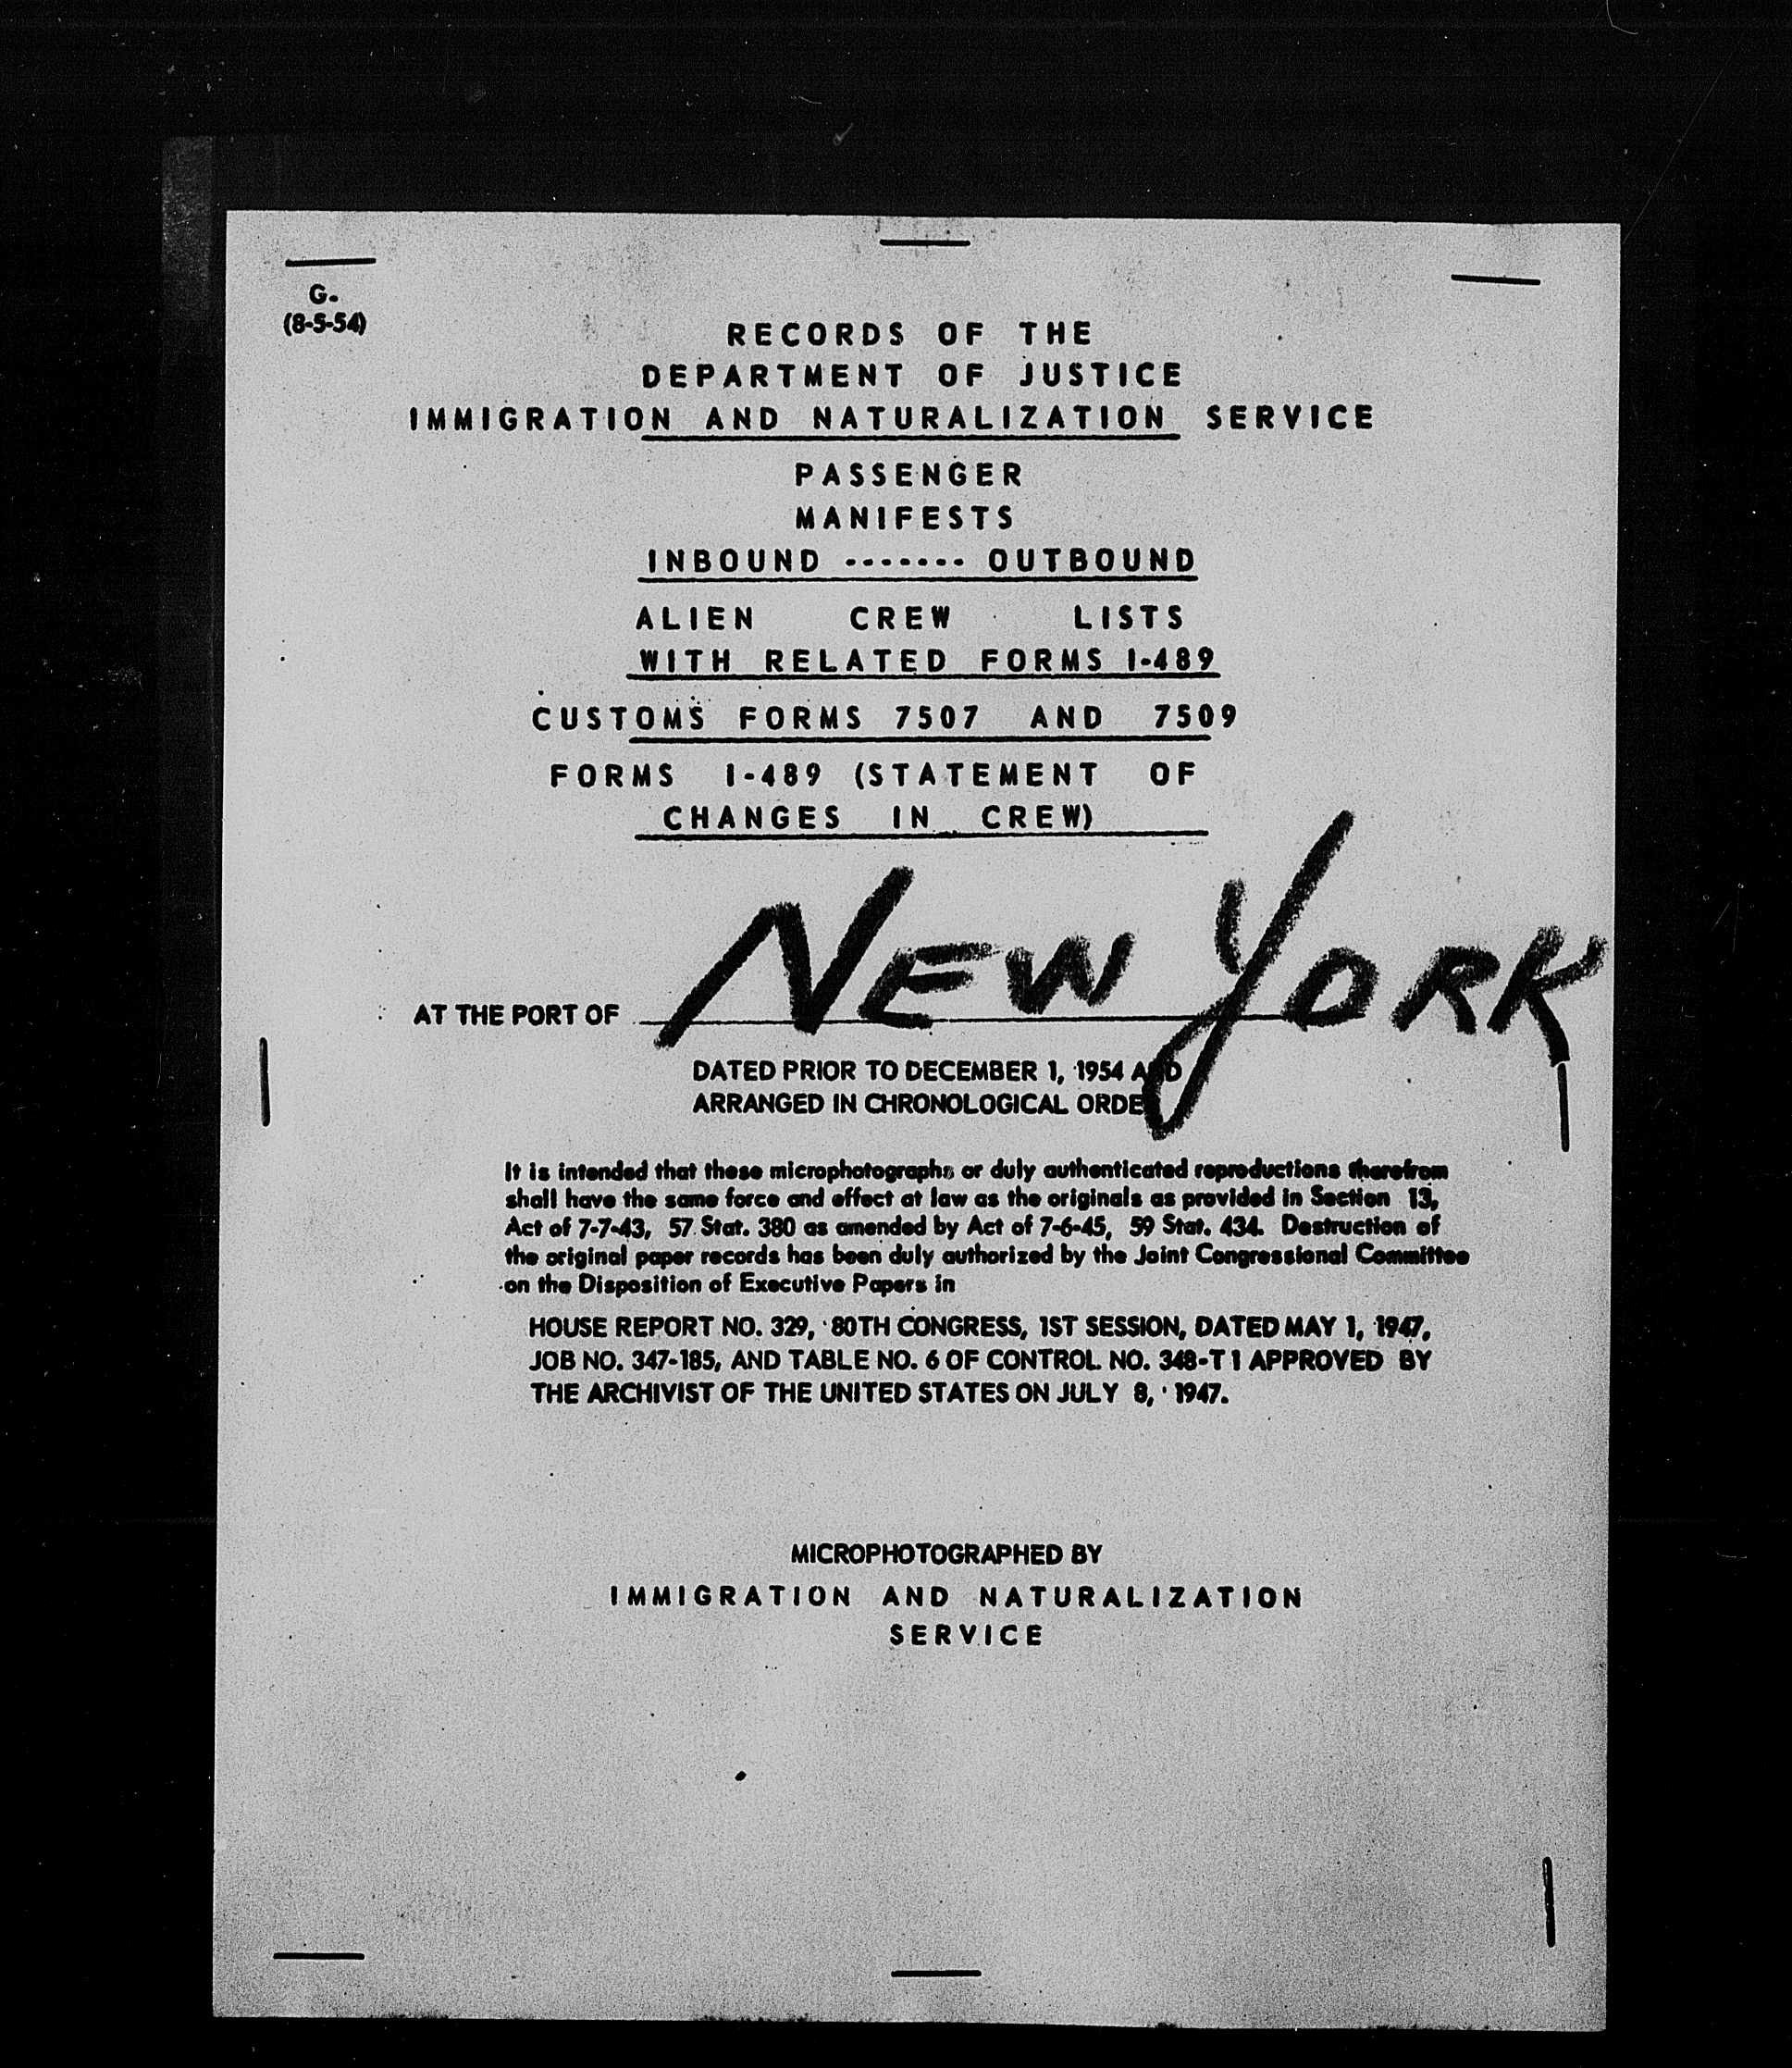 G.
(8-5-54)
RECORDS OF THE
DEPARTMENT OF JUSTICE
IMMIGRATION AND NATURALIZATION SERVICE
PASSENGER
MANIFESTS
INBOUND ------- OUTBOUND
ALIEN CREW LISTS
WITH RELATED FORMS I-489
CUSTOMS FORMS 7507 AND 7509
FORMS I-489 (STATEMENT OF
CHANGES IN CREW)
AT THE PORT OF NEW YORK
DATED PRIOR TO DECEMBER 1, 1954 AND
ARRANGED IN CHRONOLOGICAL ORDER
It is intended that these microphotographs or duly authenticated reproductions therefrom
shall have the same force and effect at law as the originals as provided in Section 13,
Act of 7-7-43, 57 Stat. 380 as amended by Act of 7-6-45, 59 Stat. 434. Destruction of
the original paper records has been duly authorized by the Joint Congressional Committee
on the Disposition of Executive Papers in
HOUSE REPORT NO. 329, 80TH CONGRESS, 1ST SESSION, DATED MAY 1, 1947,
JOB NO. 347-185, AND TABLE NO. 6 OF CONTROL NO. 348-T1 APPROVED BY
THE ARCHIVIST OF THE UNITED STATES ON JULY 8, 1947.
MICROPHOTOGRAPHED BY
IMMIGRATION AND NATURALIZATION
SERVICE